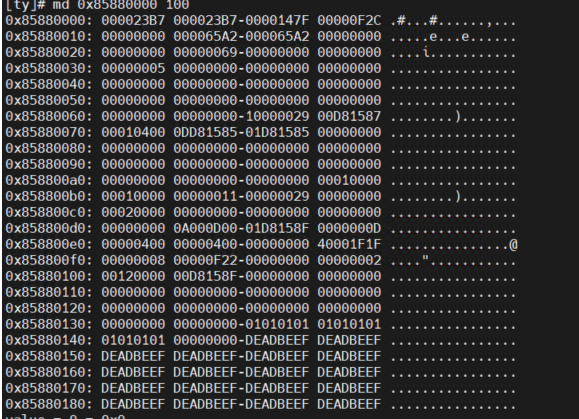 [ty]# md 0x85880000 100
0x85880000: 000023B7 000023B7-0000147F 00000F2C .#...#......,...
0x85880010: 00000000 000065A2-000065A2 00000000 .....e...e......
0x85880020: 00000000 00000069-00000000 00000000 ....i...........
0x85880030: 00000005 00000000-00000000 00000000 ................
0x85880040: 00000000 00000000-00000000 00000000 ................
0x85880050: 00000000 00000000-00000000 00000000 ................
0x85880060: 00000000 00000000-10000029 00D81587 ........).......
0x85880070: 00010400 0DD81585-01D81585 00000000 ................
0x85880080: 00000000 00000000-00000000 00000000 ................
0x85880090: 00000000 00000000-00000000 00000000 ................
0x858800a0: 00000000 00000000-00000000 00010000 ................
0x858800b0: 00010000 00000011-00000029 00000000 ........).......
0x858800c0: 00020000 00000000-00000000 00000000 ................
0x858800d0: 00000000 0A000D00-01D8158F 0000000D ................
0x858800e0: 00000400 00000400-00000000 40001F1F ...............@
0x858800f0: 00000008 00000F22-00000000 00000002 ...."...........
0x85880100: 00120000 00D8158F-00000000 00000000 ................
0x85880110: 00000000 00000000-00000000 00000000 ................
0x85880120: 00000000 00000000-00000000 00000000 ................
0x85880130: 00000000 00000000-01010101 01010101 ................
0x85880140: 01010101 00000000-DEADBEEF DEADBEEF ................
0x85880150: DEADBEEF DEADBEEF-DEADBEEF DEADBEEF ................
0x85880160: DEADBEEF DEADBEEF-DEADBEEF DEADBEEF ................
0x85880170: DEADBEEF DEADBEEF-DEADBEEF DEADBEEF ................
0x85880180: DEADBEEF DEADBEEF-DEADBEEF DEADBEEF ................
value = 0 = 0x0